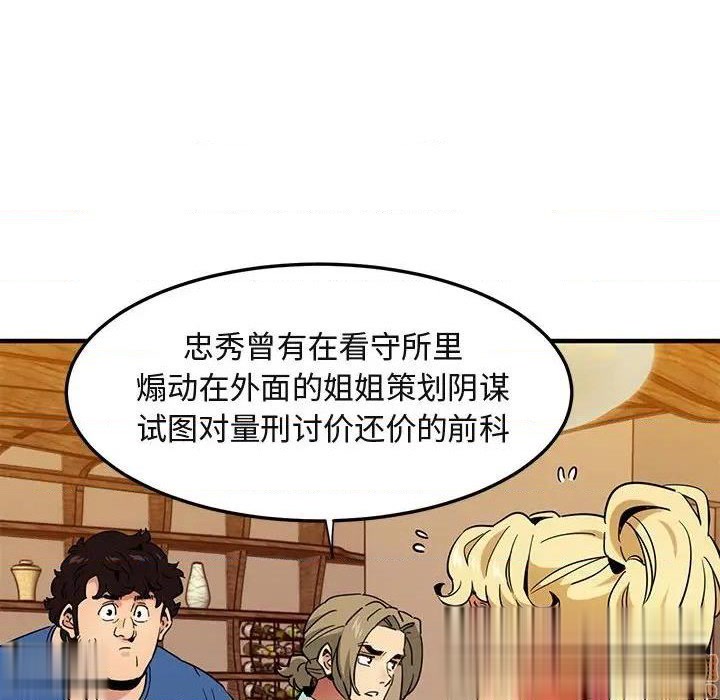 忠秀曾有在看守所里
煽动在外面的姐姐策划阴谋
试图对量刑讨价还价的前科